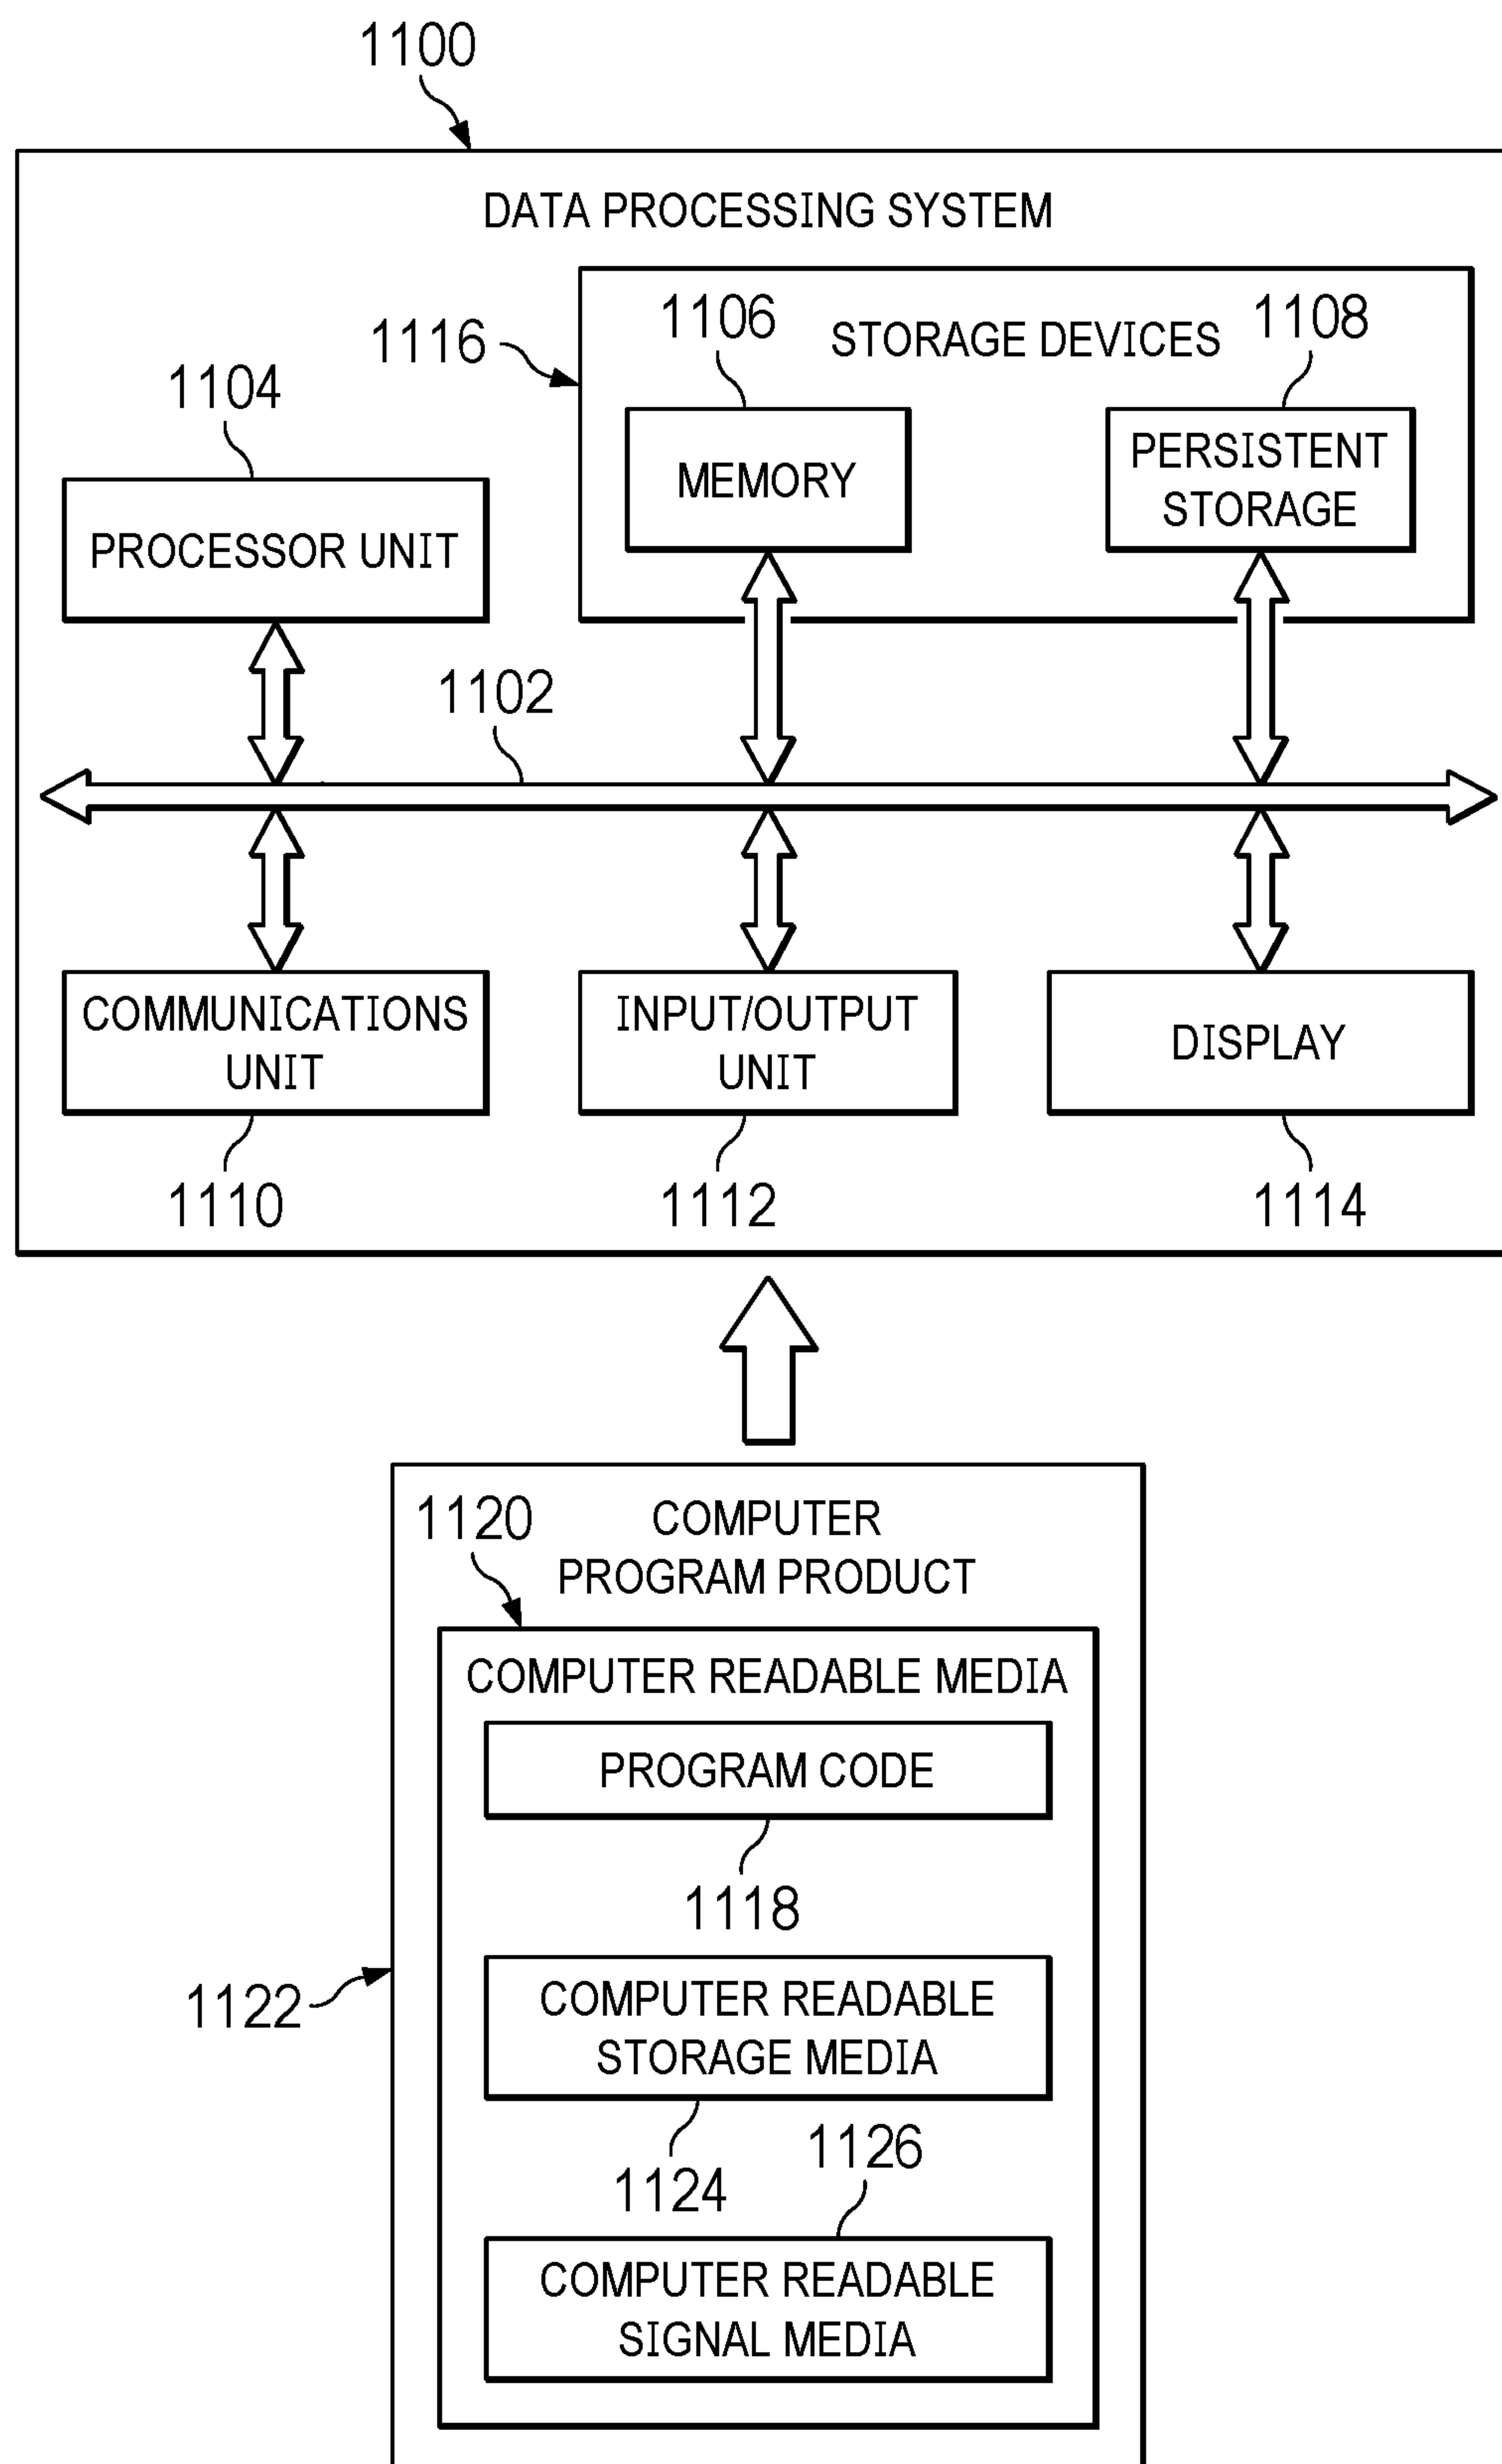 1100
DATA PROCESSING SYSTEM
1116
1106
STORAGE DEVICES
1108
1104
MEMORY
PERSISTENT
STORAGE
PROCESSOR UNIT
1102
COMMUNICATIONS
UNIT
INPUT/OUTPUT
UNIT
DISPLAY
1110
1112
1114
1120
COMPUTER
PROGRAM PRODUCT
COMPUTER READABLE MEDIA
PROGRAM CODE
1118
1122
COMPUTER READABLE
STORAGE MEDIA
1124
1126
COMPUTER READABLE
SIGNAL MEDIA